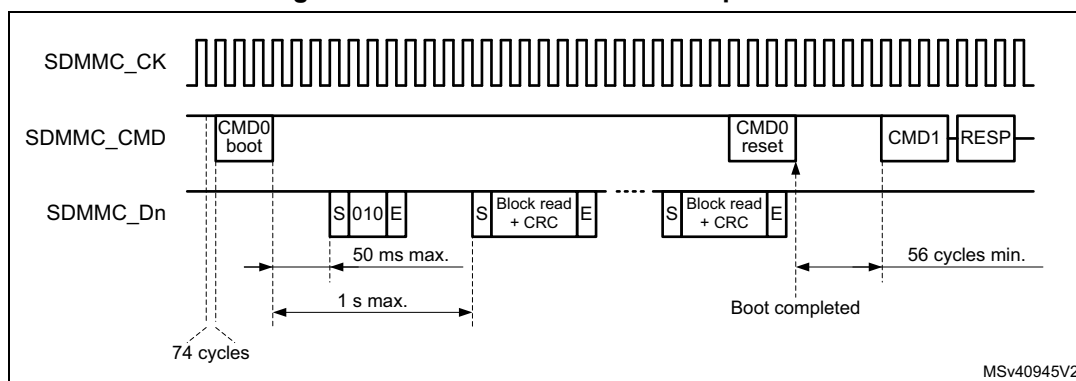 SDMMC_CK
SDMMC_CMD
CMD0
boot
CMD0
reset
CMD1
RESP
SDMMC_Dn
S 010 E
S Block read
+ CRC E
S Block read
+ CRC E
50 ms max.
56 cycles min.
1 s max.
Boot completed
74 cycles
MSv40945V2